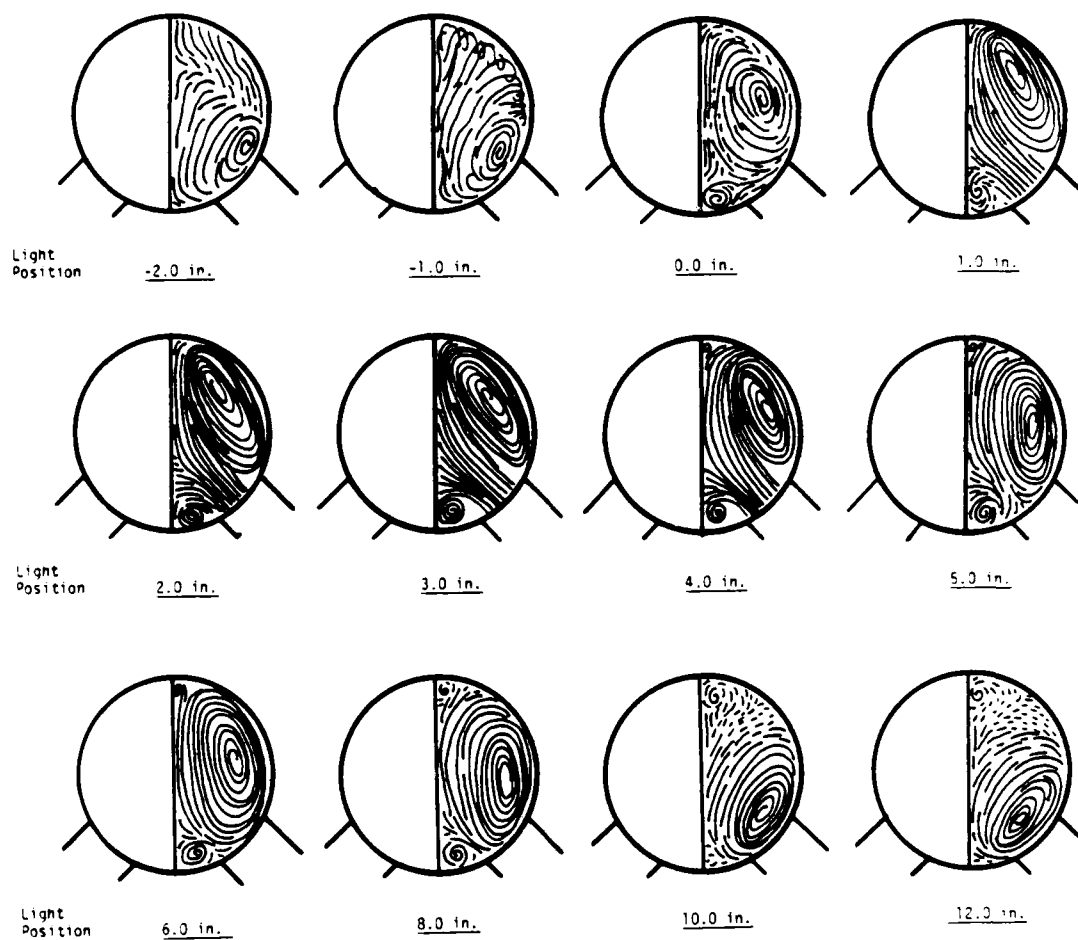 Light
Position
-2.0 in.
-1.0 in.
0.0 in.
1.0 in.
Light
Position
2.0 in.
3.0 in.
4.0 in.
5.0 in.
Light
Position
6.0 in.
8.0 in.
10.0 in.
12.0 in.